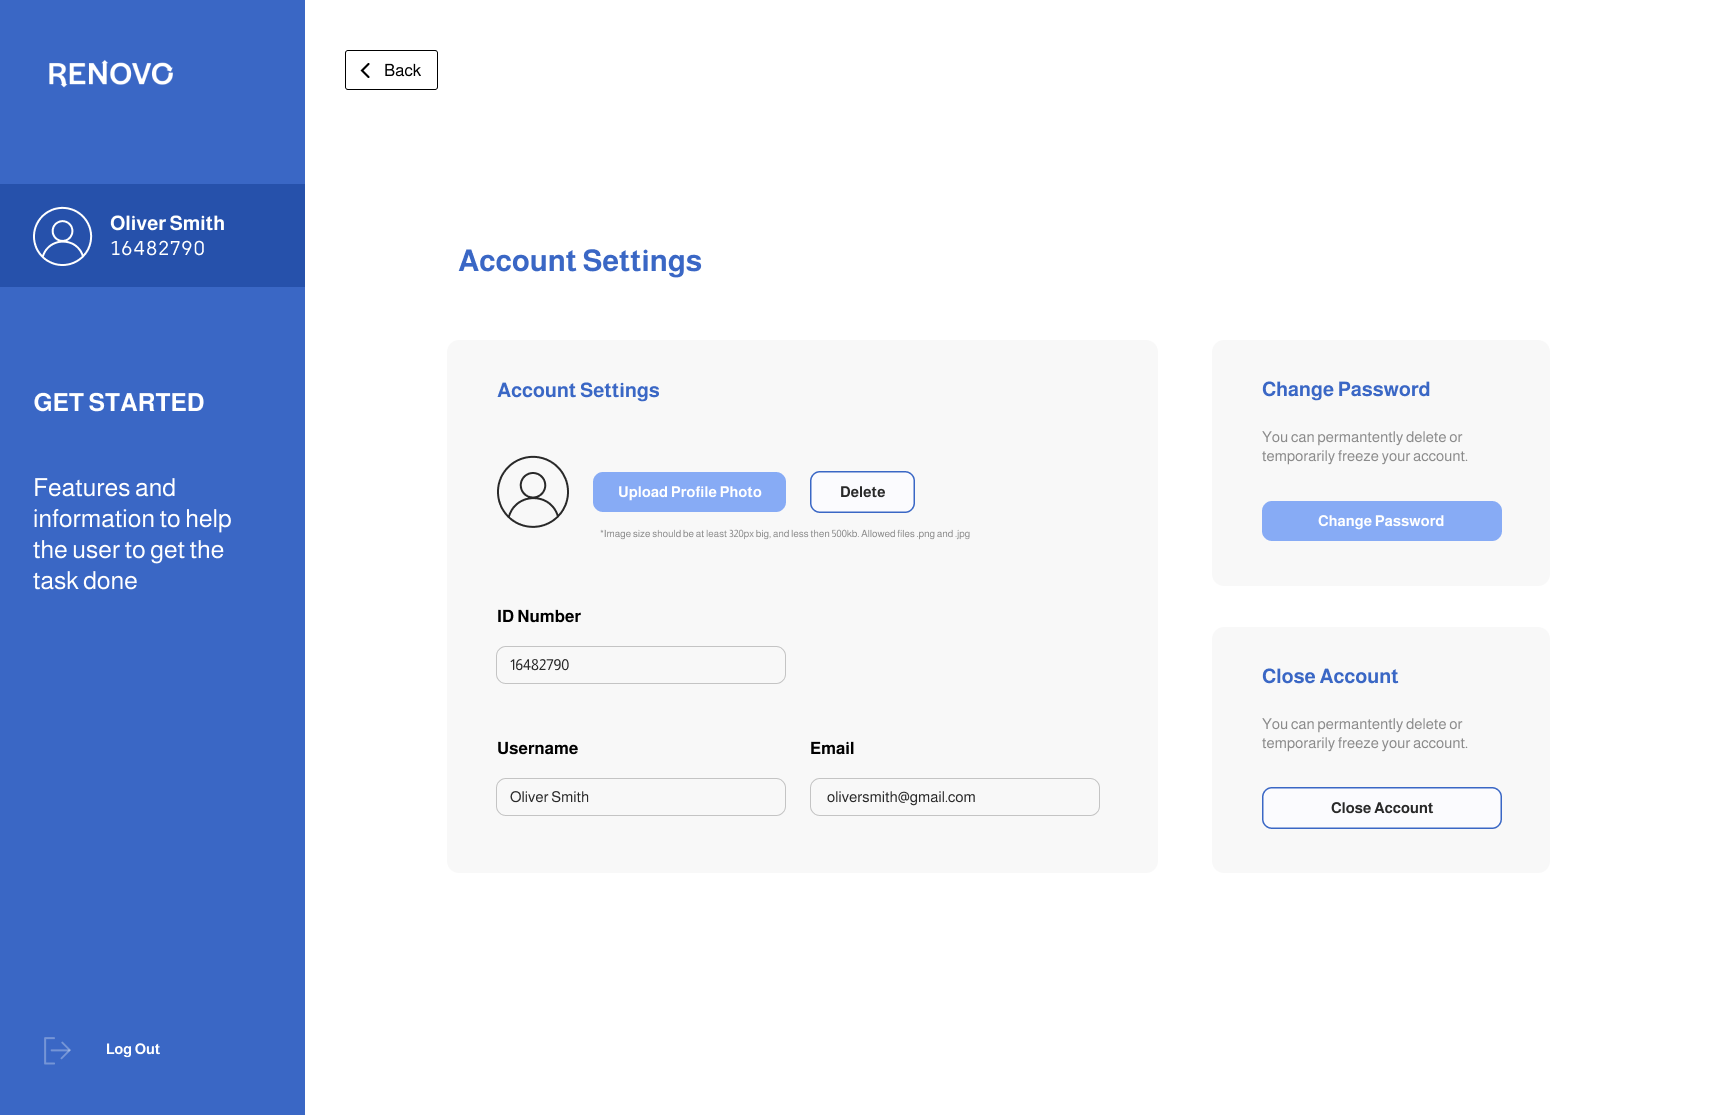 RENOVO
Oliver Smith
16482790
GET STARTED
Features and
information to help
the user to get the
task done
Log Out
Back
Account Settings
Account Settings
Upload Profile Photo
Delete
*Image size should be at least 320px big, and less then 500kb. Allowed files .png and .jpg
ID Number
16482790
Username
Email
Oliver Smith
oliversmith@gmail.com
Change Password
You can permantently delete or
temporarily freeze your account.
Change Password
Close Account
You can permantently delete or
temporarily freeze your account.
Close Account